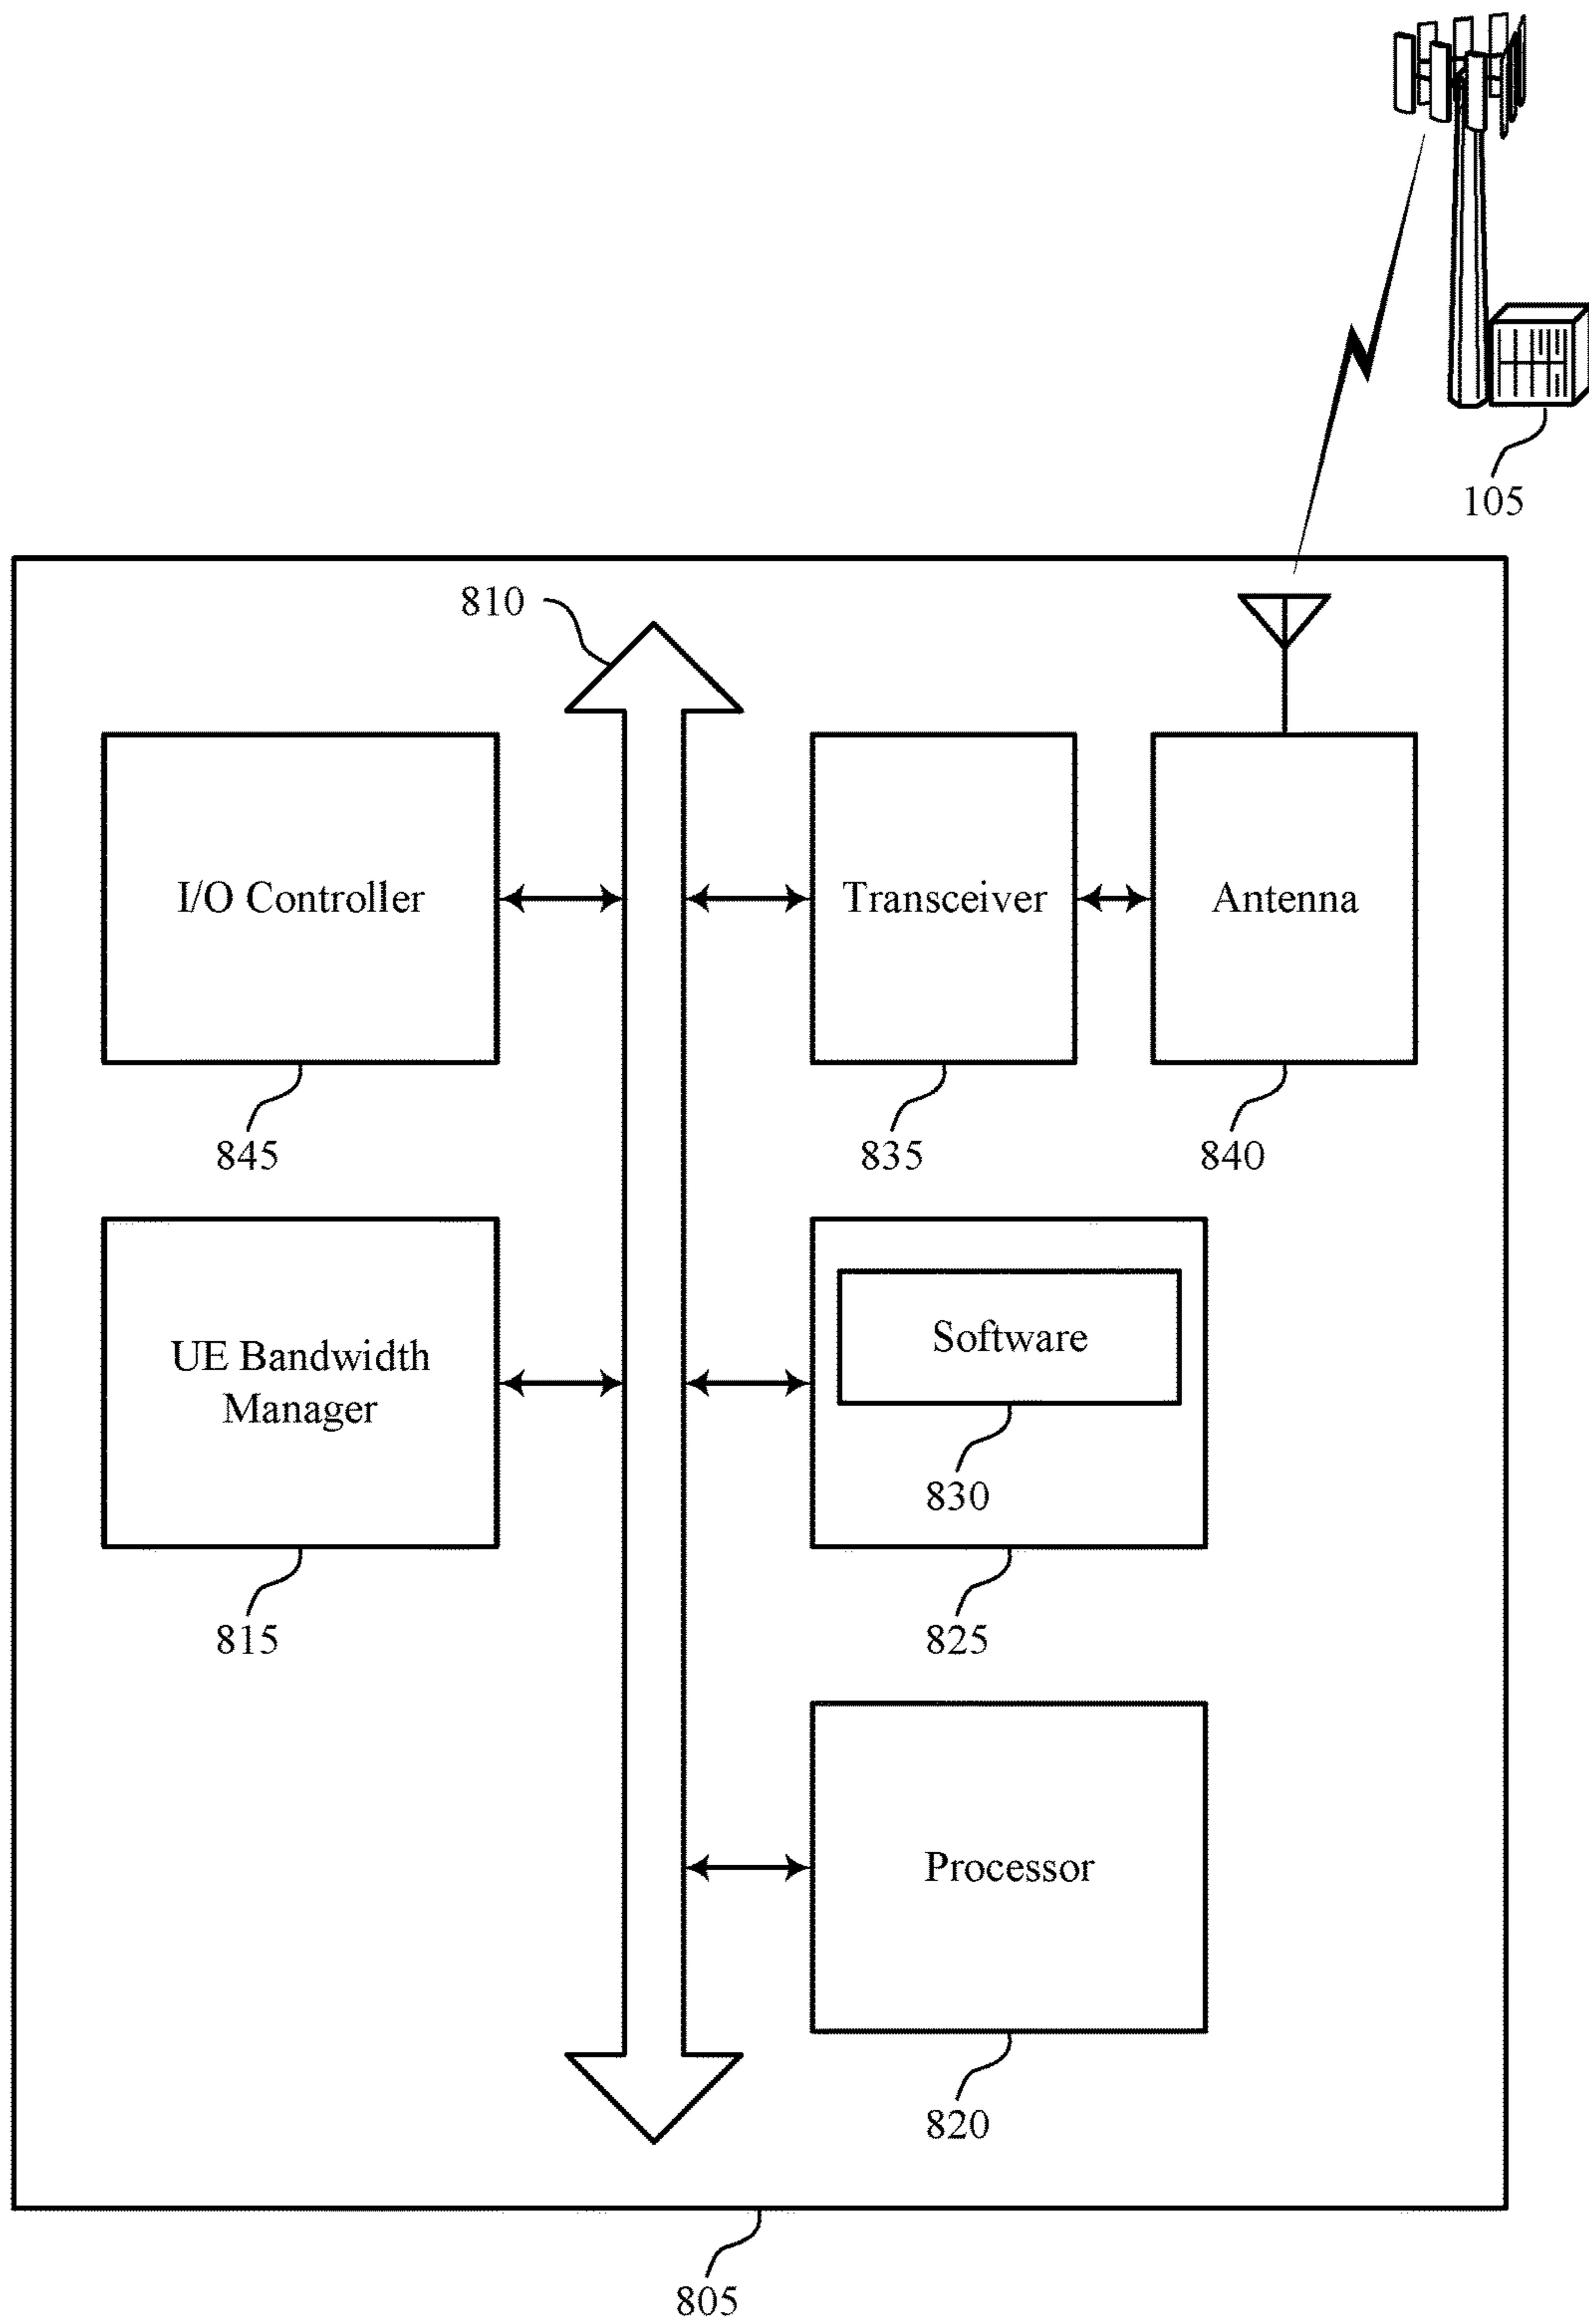 105
810
I/O Controller
Transceiver
Antenna
845
835
840
UE Bandwidth
Manager
Software
830
815
825
Processor
820
805